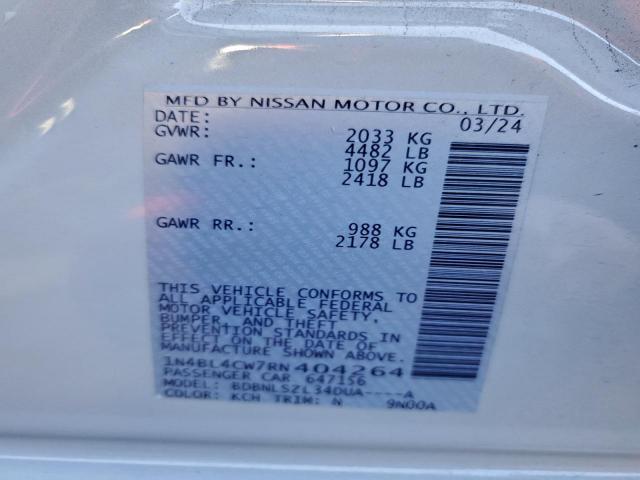 MFD BY NISSAN MOTOR CO., LTD.
DATE: 03/24
GVWR: 2033 KG
4482 LB
GAWR FR.: 1097 KG
2418 LB
GAWR RR.: 988 KG
2178 LB
THIS VEHICLE CONFORMS TO
ALL APPLICABLE FEDERAL
MOTOR VEHICLE SAFETY,
BUMPER, AND THEFT
PREVENTION STANDARDS IN
EFFECT ON THE DATE OF
MANUFACTURE SHOWN ABOVE.
1N4BL4CW7RN404264
PASSENGER CAR 647156
MODEL: BDBNLSZL34DUA----A
COLOR: KCH TRIM: N 9N00A